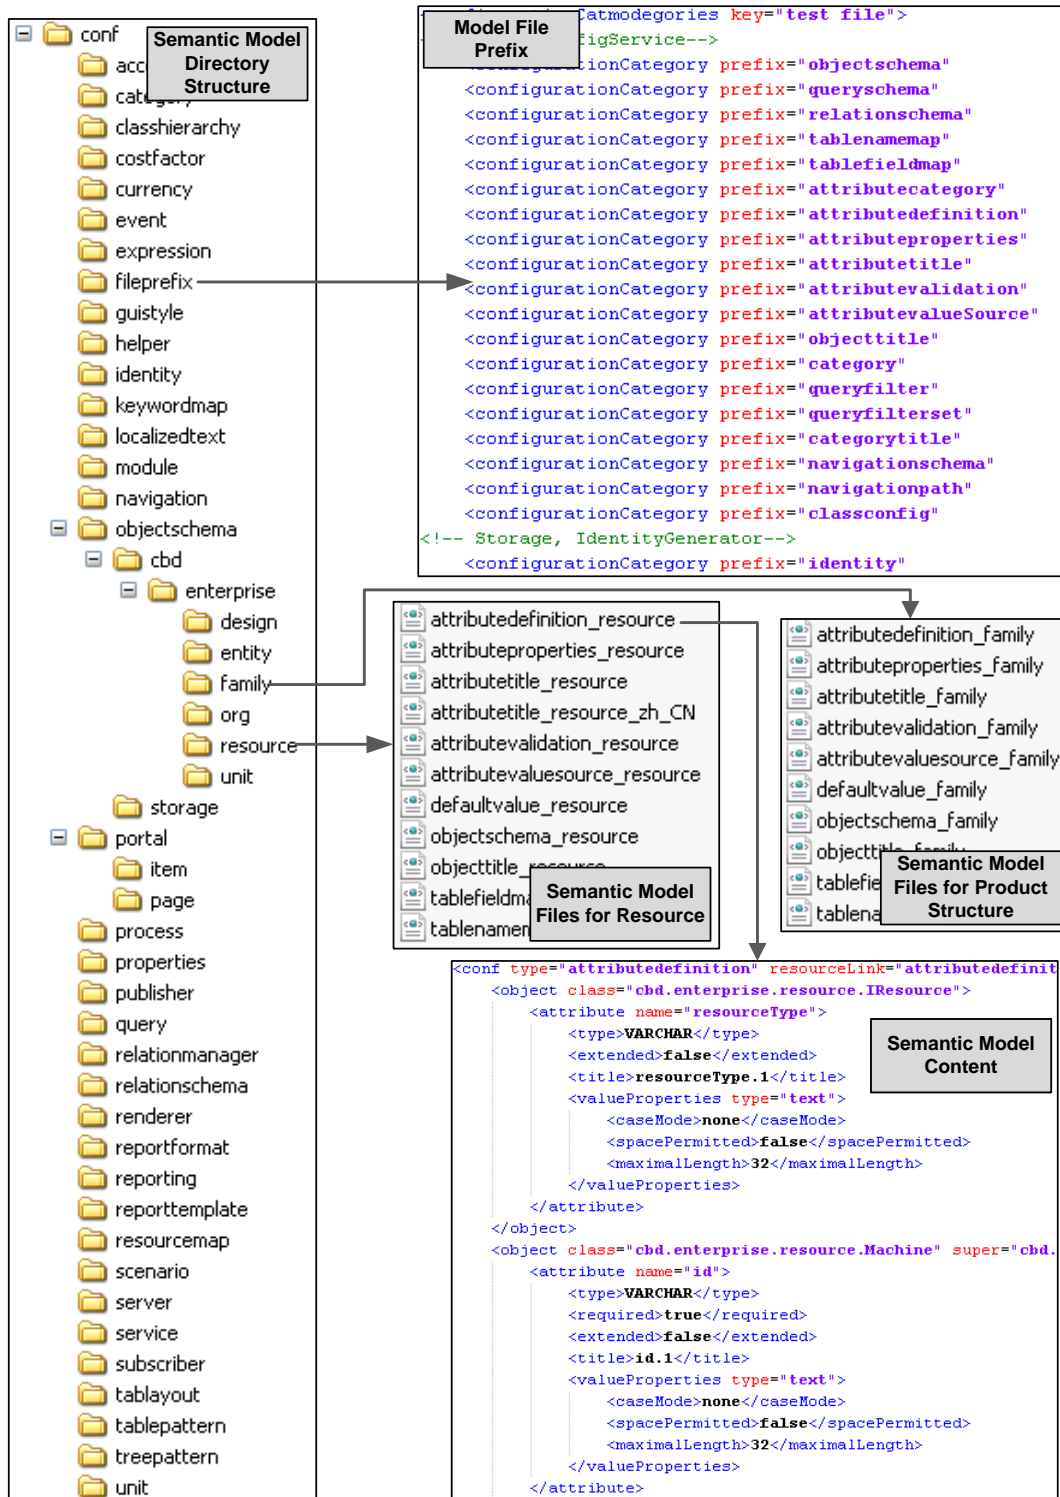 conf
Semantic Model
Directory
Structure
category
classhierarchy
costfactor
currency
event
expression
fileprefix
guistyle
helper
identity
keywordmap
localizedtext
module
navigation
objectschema
cbd
enterprise
design
entity
family
org
resource
unit
storage
portal
item
page
process
properties
publisher
query
relationmanager
relationschema
renderer
reportformat
reporting
reporttemplate
resourcemap
scenario
server
service
subscriber
tablayout
tablepattern
treepattern
unit
Model File
Prefix
Catmodegories key="test file">
figService-->
<configurationCategory prefix="objectschema"
<configurationCategory prefix="queryschema"
<configurationCategory prefix="relationschema"
<configurationCategory prefix="tablenamemap"
<configurationCategory prefix="tablefieldmap"
<configurationCategory prefix="attributecategory"
<configurationCategory prefix="attributedefinition"
<configurationCategory prefix="attributeproperties"
<configurationCategory prefix="attributetitle"
<configurationCategory prefix="attributevalidation"
<configurationCategory prefix="attributevalueSource"
<configurationCategory prefix="objecttitle"
<configurationCategory prefix="category"
<configurationCategory prefix="queryfilter"
<configurationCategory prefix="queryfilterset"
<configurationCategory prefix="categorytitle"
<configurationCategory prefix="navigationschema"
<configurationCategory prefix="navigationpath"
<configurationCategory prefix="classconfig"
<!-- Storage, IdentityGenerator-->
<configurationCategory prefix="identity"
attributedefinition_resource
attributeproperties_resource
attributetitle_resource
attributetitle_resource_zh_CN
attributevalidation_resource
attributevaluesource_resource
defaultvalue_resource
objectschema_resource
objecttitle_resource
tablefieldma
tablenamem
Semantic Model
Files for Resource
attributedefinition_family
attributeproperties_family
attributetitle_family
attributevalidation_family
attributevaluesource_family
defaultvalue_family
objectschema_family
objecttitle_family
tablefie
tablena
Semantic Model
Files for Product
Structure
<conf type="attributedefinition" resourceLink="attributedefinit
<object class="cbd.enterprise.resource.IResource">
<attribute name="resourceType">
<type>VARCHAR</type>
<extended>false</extended>
<title>resourceType.1</title>
<valueProperties type="text">
<caseMode>none</caseMode>
<spacePermitted>false</spacePermitted>
<maximalLength>32</maximalLength>
</valueProperties>
</attribute>
</object>
<object class="cbd.enterprise.resource.Machine" super="cbd.
<attribute name="id">
<type>VARCHAR</type>
<required>true</required>
<extended>false</extended>
<title>id.1</title>
<valueProperties type="text">
<caseMode>none</caseMode>
<spacePermitted>false</spacePermitted>
<maximalLength>32</maximalLength>
</valueProperties>
</attribute>
Semantic Model
Content